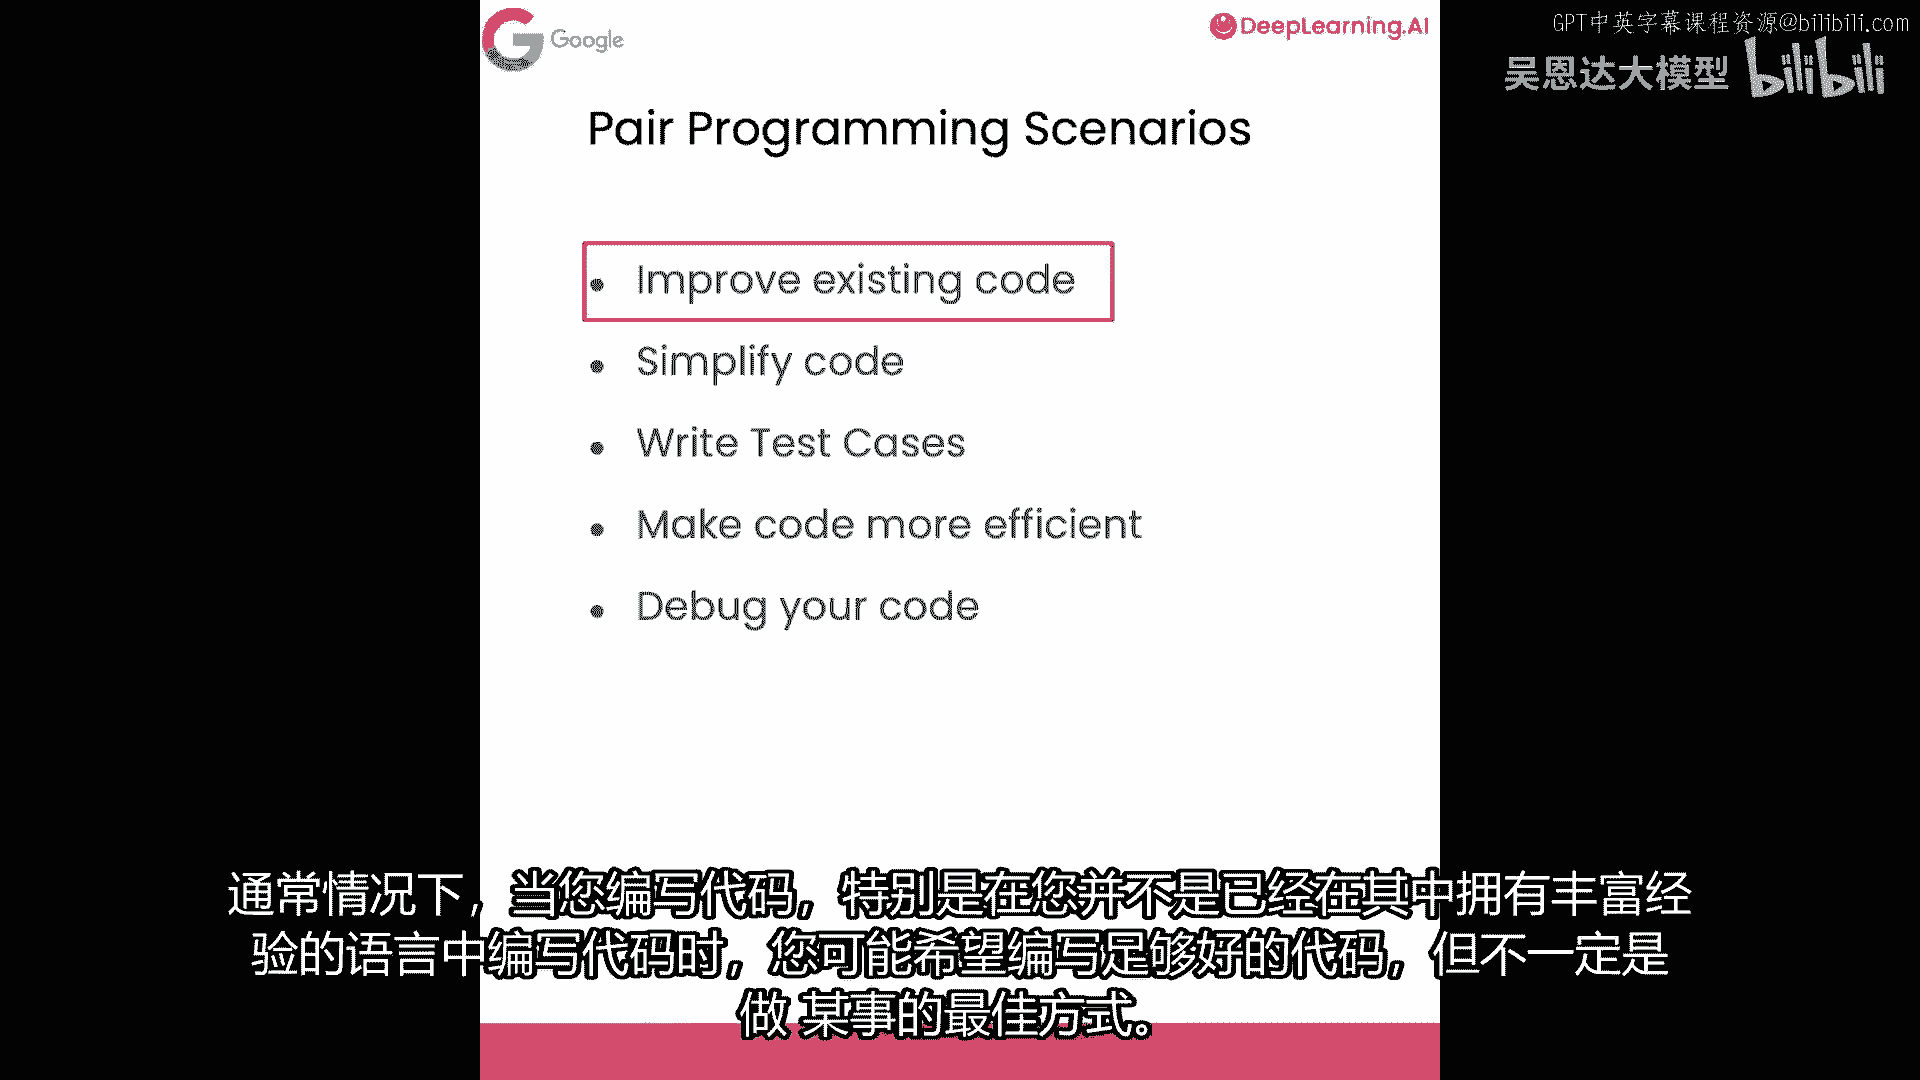 Google
DeepLearning.AI
GPT中英字幕课程资源@bilibili.com
吴恩达大模型 bilibili
Pair Programming Scenarios
• Improve existing code
• Simplify code
• Write Test Cases
• Make code more efficient
• Debug your code
通常情况下，当您编写代码，特别是在您并不是已经在其中拥有丰富经
验的语言中编写代码时，您可能希望编写足够好的代码，但不一定是
做 某事的最佳方式。